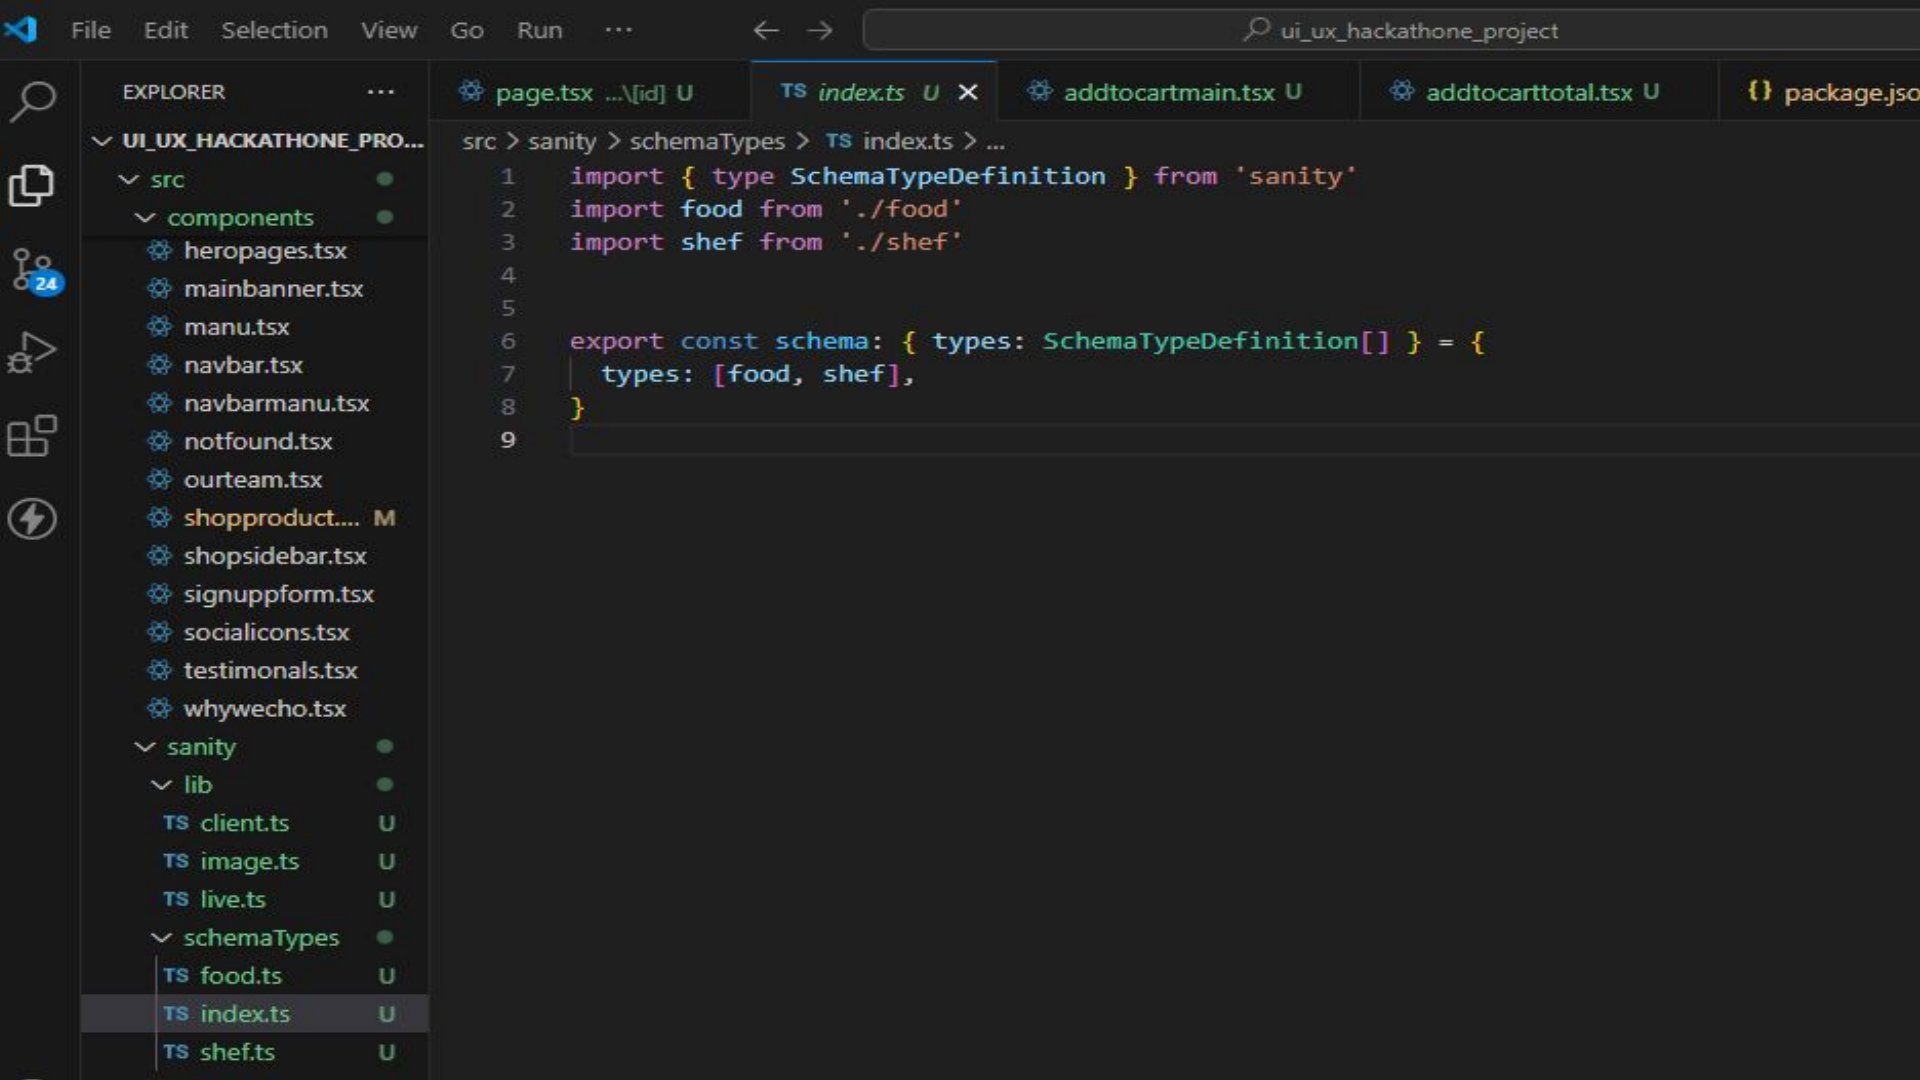 File Edit Selection View Go Run ... ui_ux_hackathone_project
EXPLORER ...
UI_UX_HACKATHONE_PRO...
src
components
heropages.tsx
mainbanner.tsx
manu.tsx
navbar.tsx
navbarmanu.tsx
notfound.tsx
ourteam.tsx
shopproduct.... M
shopsidebar.tsx
signuppform.tsx
socialicons.tsx
testimonals.tsx
whywecho.tsx
sanity
lib
TS client.ts U
TS image.ts U
TS live.ts U
schemaTypes
TS food.ts U
TS index.ts U
TS shef.ts U
24
page.tsx ...\[id] U TS index.ts U addtocartmain.tsx U addtocarttotal.tsx U {} package.jso
src > sanity > schemaTypes > TS index.ts > ...
1 import { type SchemaTypeDefinition } from 'sanity'
2 import food from './food'
3 import shef from './shef'
4
5
6 export const schema: { types: SchemaTypeDefinition[] } = {
7 types: [food, shef],
8 }
9